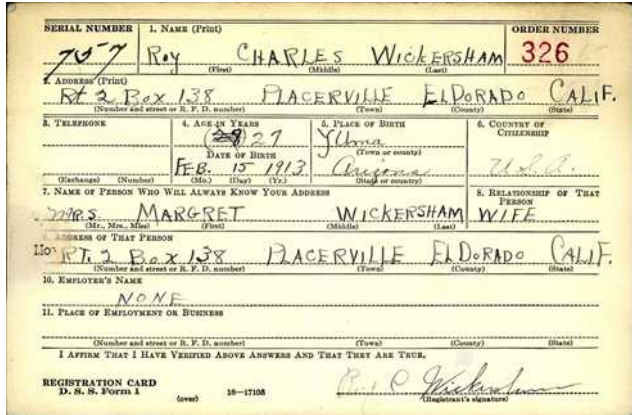 SERIAL NUMBER 1. NAME (Print) ORDER NUMBER
757 ROY CHARLES WICKERSHAM 326
(First) (Middle) (Last)
2. ADDRESS (Print)
Rt 2 Box 138 PLACERVILLE ELDORADO CALIF.
(Number and street or R. F. D. number) (Town) (County) (State)
3. TELEPHONE 4. AGE IN YEARS 5. PLACE OF BIRTH 6. COUNTRY OF CITIZENSHIP
(28) 27 Yuma
DATE OF BIRTH (Town or county)
FEB. 15 1913 Arizona U.S.A.
(Exchange) (Number) (Mo.) (Day) (Yr.) (State or country)
7. NAME OF PERSON WHO WILL ALWAYS KNOW YOUR ADDRESS 8. RELATIONSHIP OF THAT PERSON
MRS. MARGRET WICKERSHAM WIFE
(Mr., Mrs., Miss) (First) (Middle) (Last)
9. ADDRESS OF THAT PERSON
RT. 2 Box 138 PLACERVILLE ELDORADO CALIF.
(Number and street or R. F. D. number) (Town) (County) (State)
10. EMPLOYER'S NAME
NONE
11. PLACE OF EMPLOYMENT OR BUSINESS
(Number and street or R. F. D. number) (Town) (County) (State)
I AFFIRM THAT I HAVE VERIFIED ABOVE ANSWERS AND THAT THEY ARE TRUE.
REGISTRATION CARD
D. S. S. Form 1 (over) 16—17105 C Wickersham
(Registrant's signature)